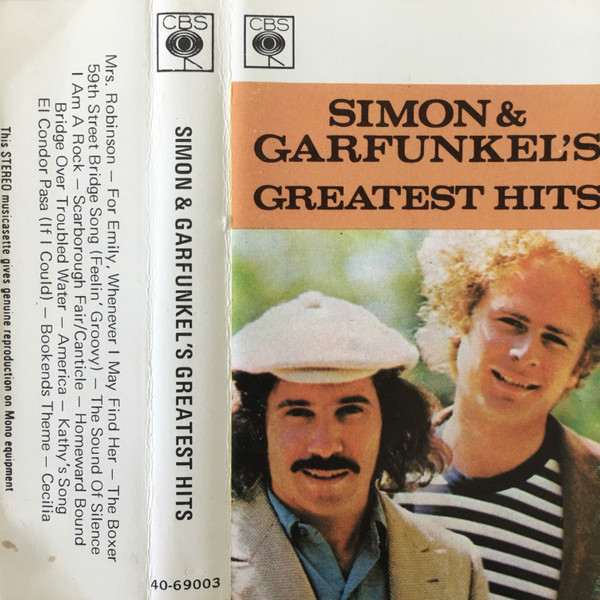 CBS
SIMON &
GARFUNKEL'S
GREATEST HITS
CBS
SIMON & GARFUNKEL'S GREATEST HITS
40-69003
Mrs. Robinson – For Emily, Whenever I May Find Her – The Boxer
59th Street Bridge Song (Feelin' Groovy) – The Sound Of Silence
I Am A Rock – Scarborough Fair/Canticle – Homeward Bound
Bridge Over Troubled Water – America – Kathy's Song
El Condor Pasa (If I Could) – Bookends Theme – Cecilia
This STEREO musicasette gives genuine reproduction on Mono equipment